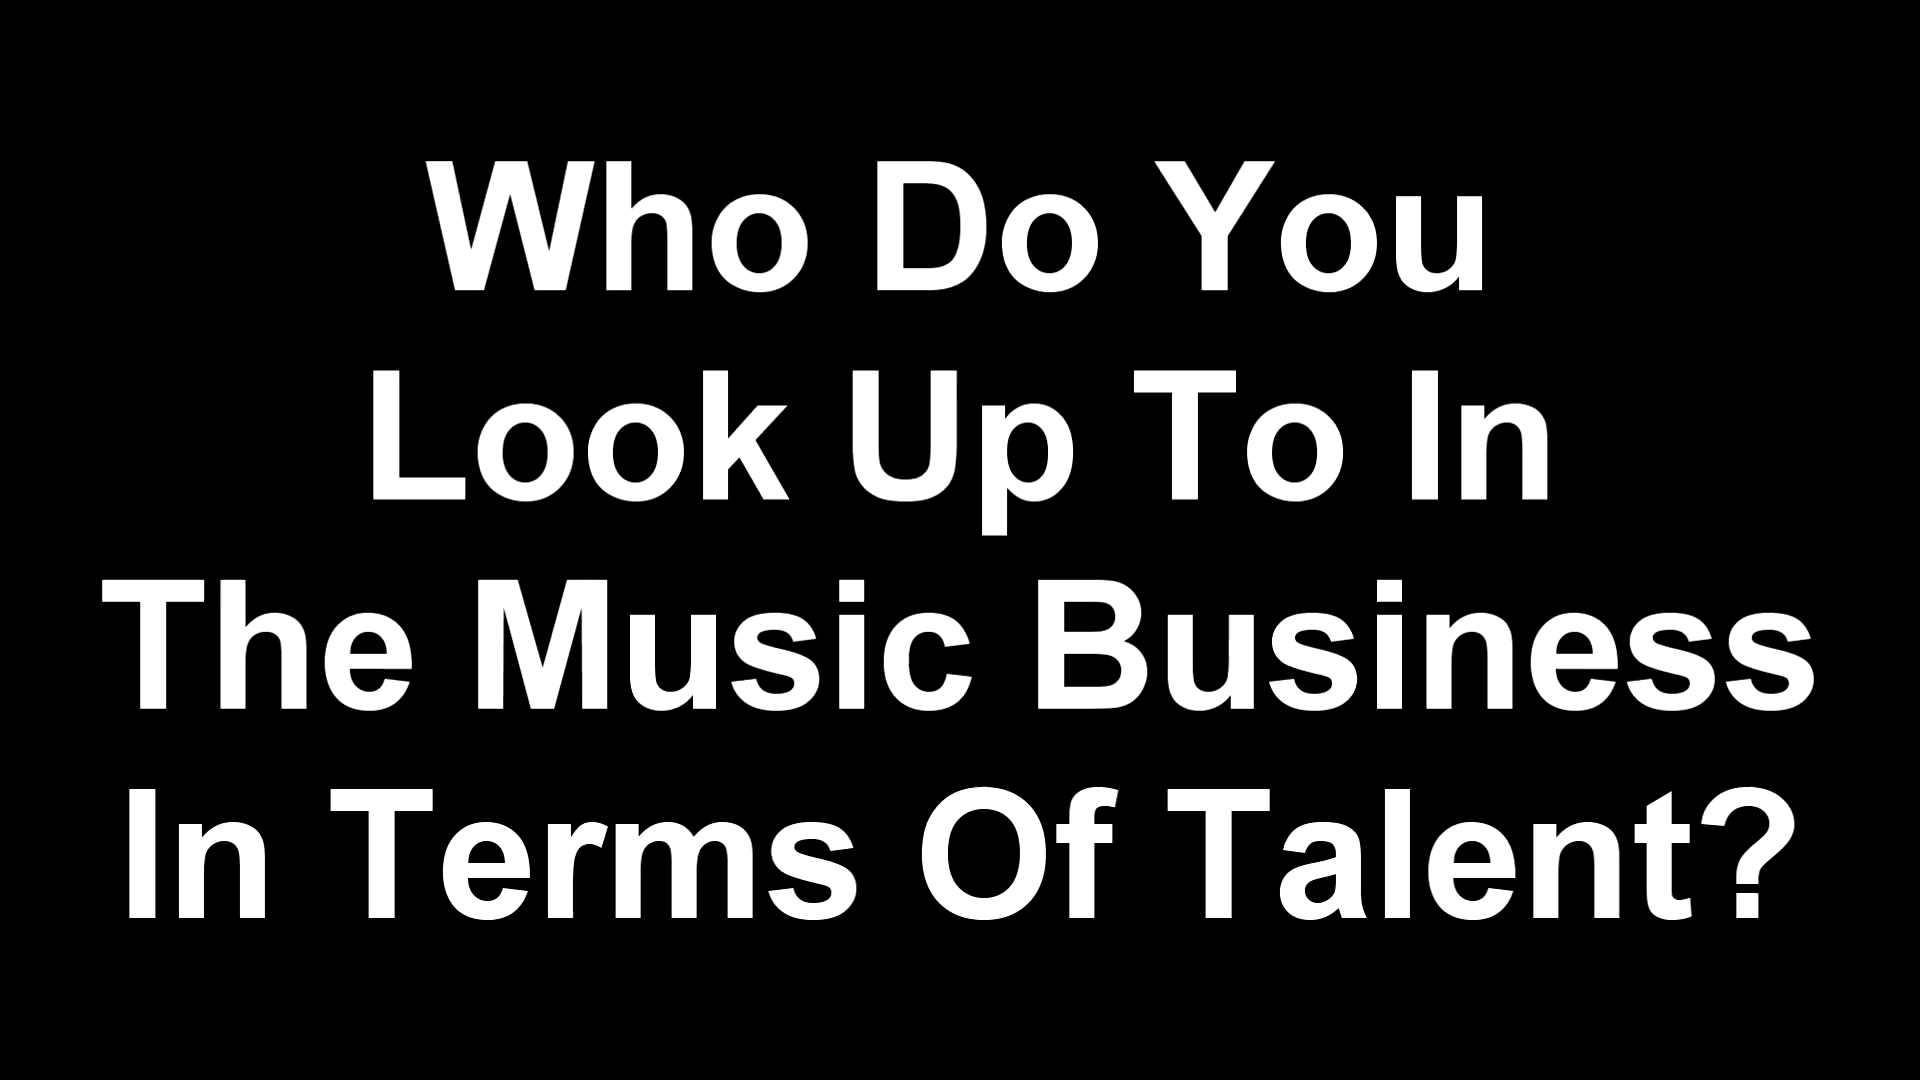 Who Do You
Look Up To In
The Music Business
In Terms Of Talent?